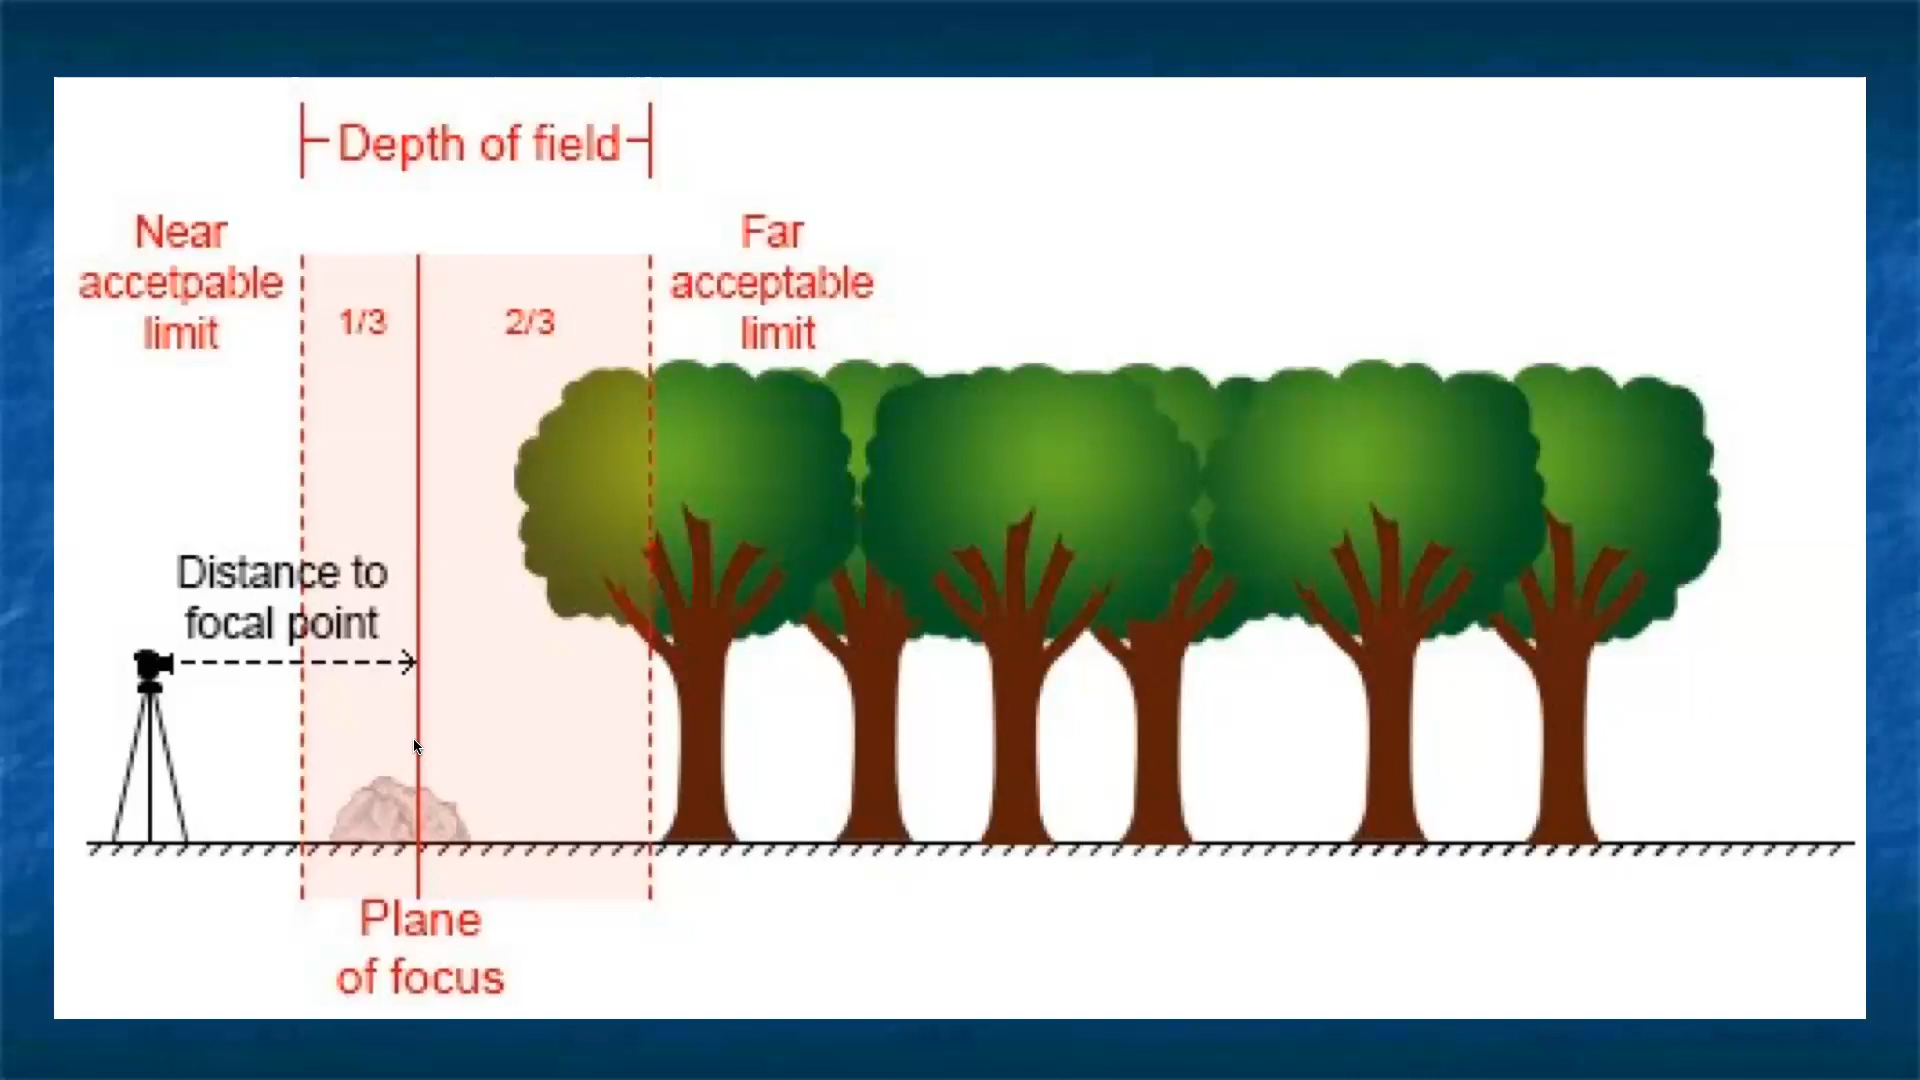 Depth of field
Near
accetpable
limit
Far
acceptable
limit
1/3
2/3
Distance to
focal point
Plane
of focus